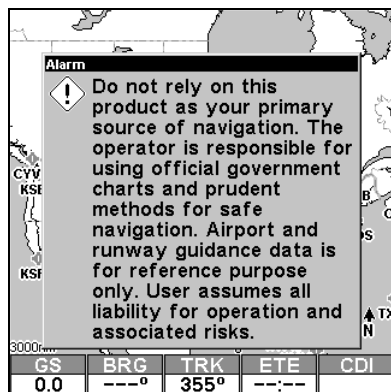 Alarm
Do not rely on this
product as your primary
source of navigation. The
operator is responsible for
using official government
charts and prudent
methods for safe
navigation. Airport and
runway guidance data is
for reference purpose
only. User assumes all
liability for operation and
associated risks.
CYV
KSE
KSF
B
S
TX
N
GS BRG TRK ETE CDI
0.0 ---º 355º --:--